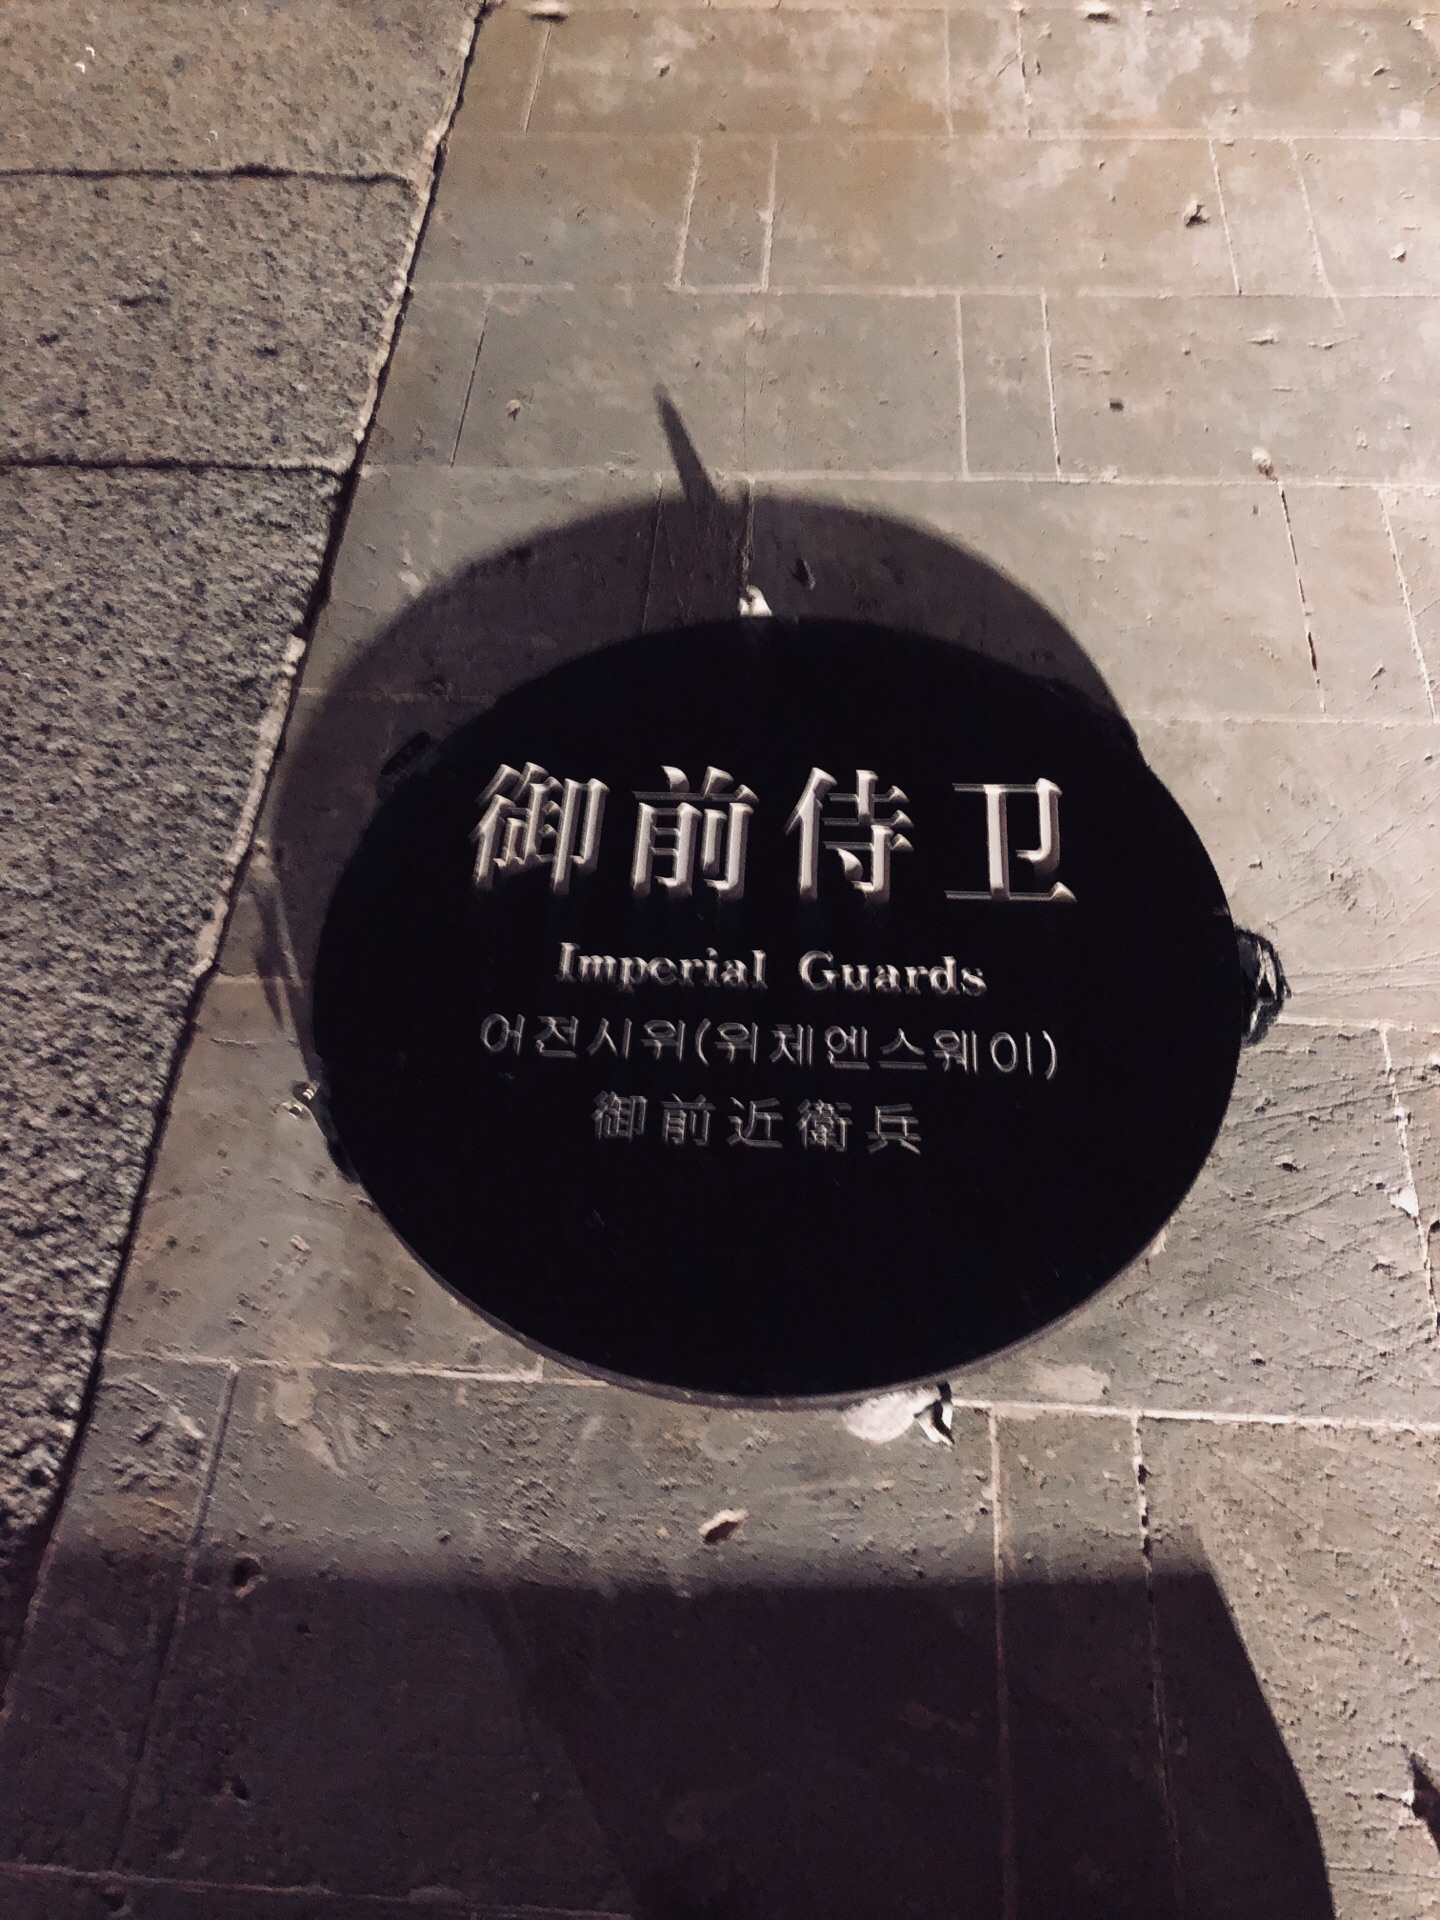 御前侍卫
Imperial Guards
어전시위(위체엔스웨이)
御前近衛兵